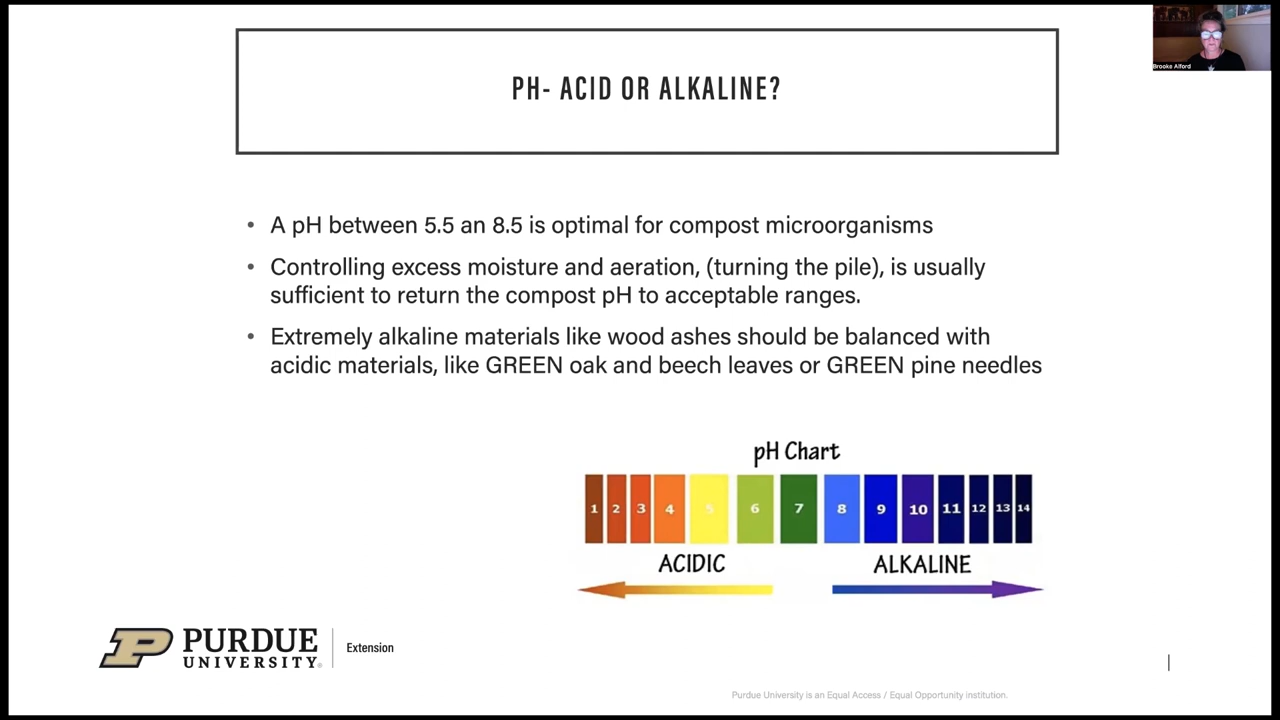 Brooke Alford
PH- ACID OR ALKALINE?
• A pH between 5.5 an 8.5 is optimal for compost microorganisms
• Controlling excess moisture and aeration, (turning the pile), is usually
sufficient to return the compost pH to acceptable ranges.
• Extremely alkaline materials like wood ashes should be balanced with
acidic materials, like GREEN oak and beech leaves or GREEN pine needles
pH Chart
1 2 3 4 5 6 7 8 9 10 11 12 13 14
ACIDIC ALKALINE
P PURDUE
UNIVERSITY®
Extension
Purdue University is an Equal Access / Equal Opportunity institution.